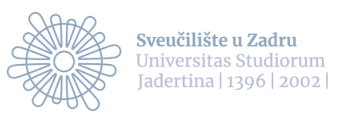 Sveučilište u Zadru
Universitas Studiorum
Jadertina | 1396 | 2002 |